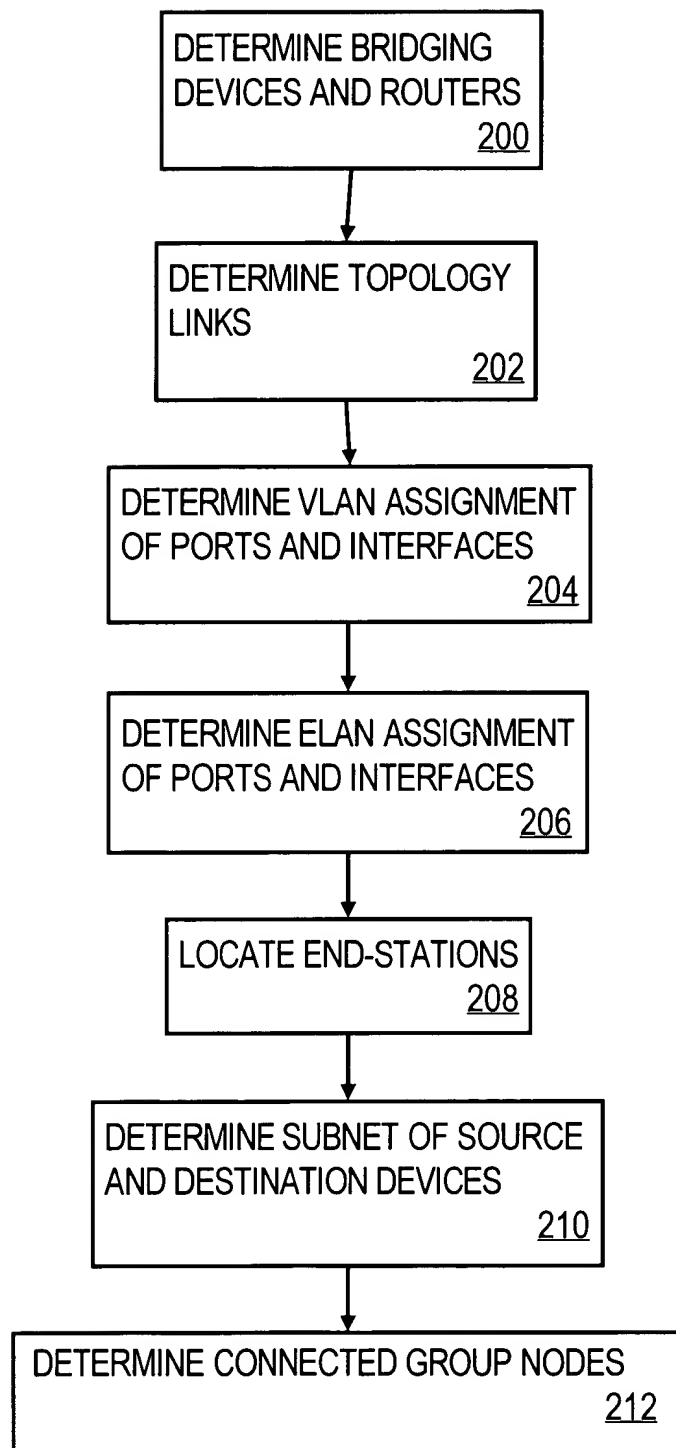 DETERMINE BRIDGING
DEVICES AND ROUTERS
200
DETERMINE TOPOLOGY
LINKS
202
DETERMINE VLAN ASSIGNMENT
OF PORTS AND INTERFACES
204
DETERMINE ELAN ASSIGNMENT
OF PORTS AND INTERFACES
206
LOCATE END-STATIONS
208
DETERMINE SUBNET OF SOURCE
AND DESTINATION DEVICES
210
DETERMINE CONNECTED GROUP NODES
212